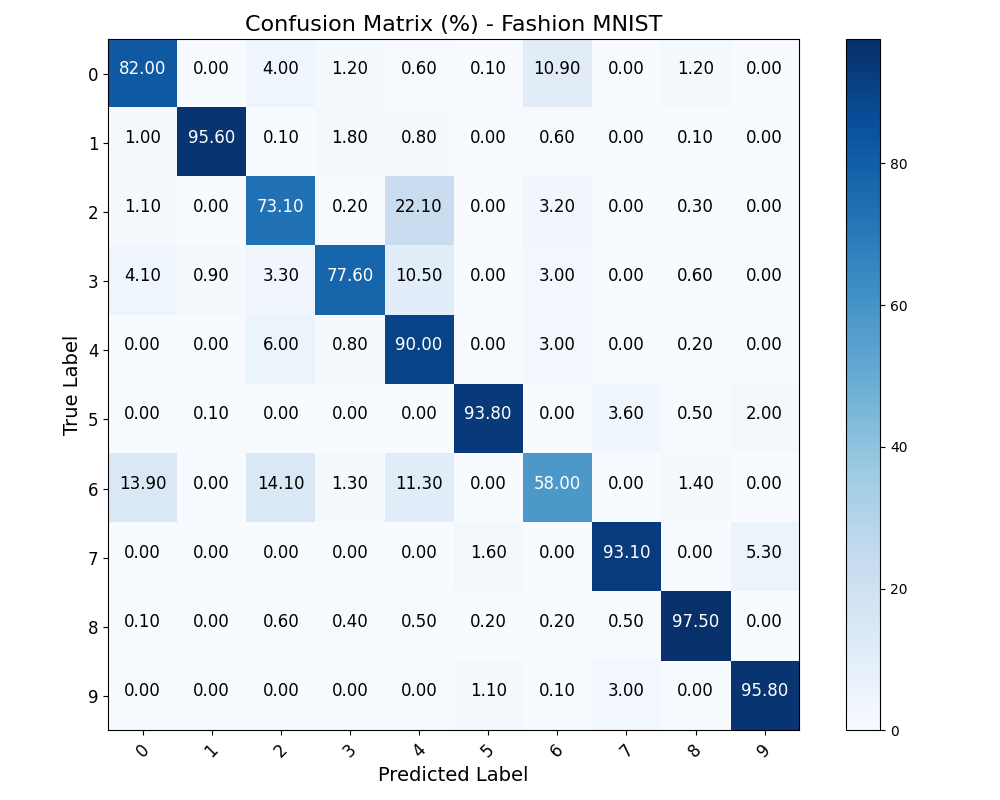 Confusion Matrix (%) - Fashion MNIST
0 82.00 0.00 4.00 1.20 0.60 0.10 10.90 0.00 1.20 0.00
1 1.00 95.60 0.10 1.80 0.80 0.00 0.60 0.00 0.10 0.00
2 1.10 0.00 73.10 0.20 22.10 0.00 3.20 0.00 0.30 0.00
3 4.10 0.90 3.30 77.60 10.50 0.00 3.00 0.00 0.60 0.00
4 0.00 0.00 6.00 0.80 90.00 0.00 3.00 0.00 0.20 0.00
5 0.00 0.10 0.00 0.00 0.00 93.80 0.00 3.60 0.50 2.00
6 13.90 0.00 14.10 1.30 11.30 0.00 58.00 0.00 1.40 0.00
7 0.00 0.00 0.00 0.00 0.00 1.60 0.00 93.10 0.00 5.30
8 0.10 0.00 0.60 0.40 0.50 0.20 0.20 0.50 97.50 0.00
9 0.00 0.00 0.00 0.00 0.00 1.10 0.10 3.00 0.00 95.80
0 1 2 3 4 5 6 7 8 9
Predicted Label
True Label
80
60
40
20
0